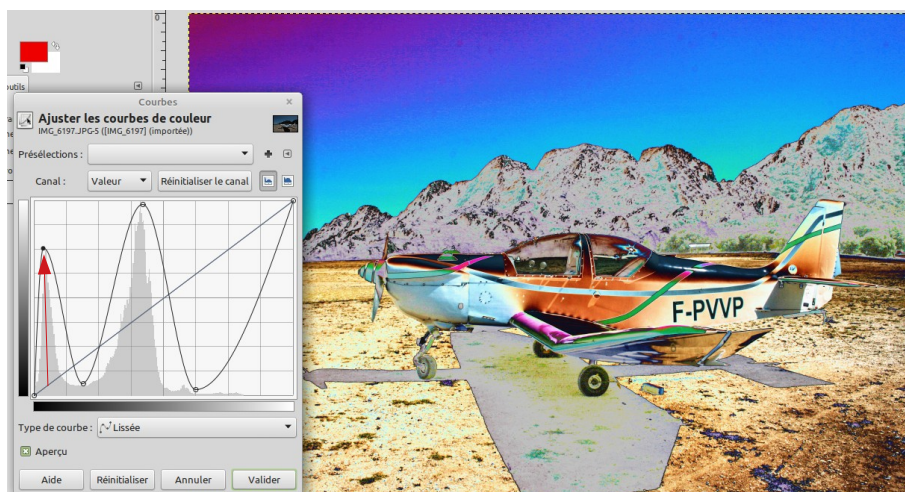 0
outils
Courbes
Ajuster les courbes de couleur
IMG_6197.JPG-5 ([IMG_6197] (importée))
Présélections :
Canal : Valeur Réinitialiser le canal
Type de courbe : Lissée
Aperçu
Aide Réinitialiser Annuler Valider
F-PVVP